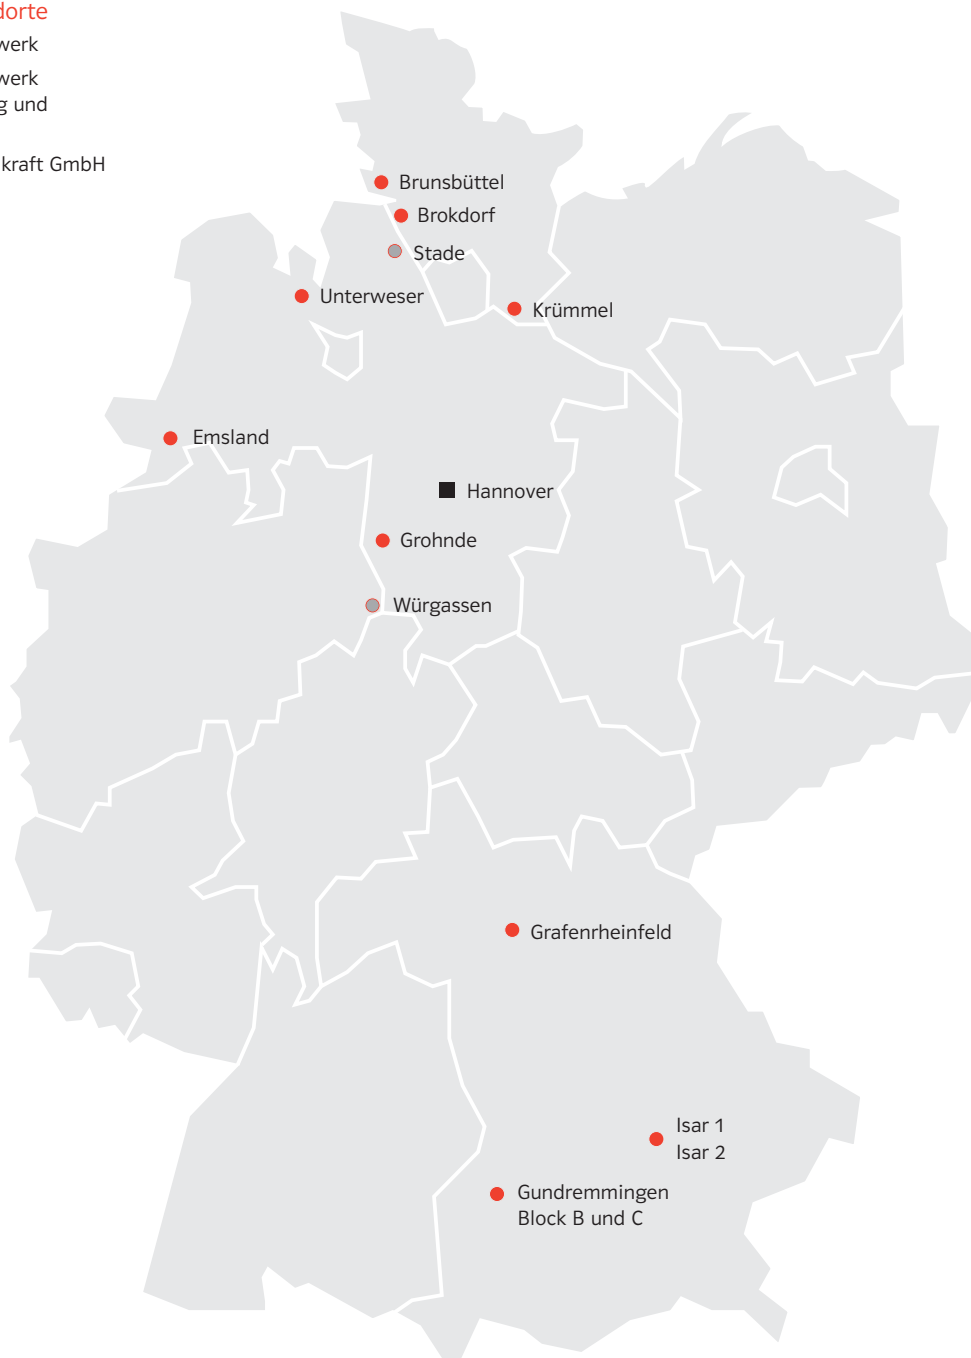 dorte
werk
werk
g und
kraft GmbH
Brunsbüttel
Brokdorf
Stade
Unterweser
Krümmel
Emsland
Hannover
Grohnde
Würgassen
Grafenrheinfeld
Isar 1
Isar 2
Gundremmingen
Block B und C